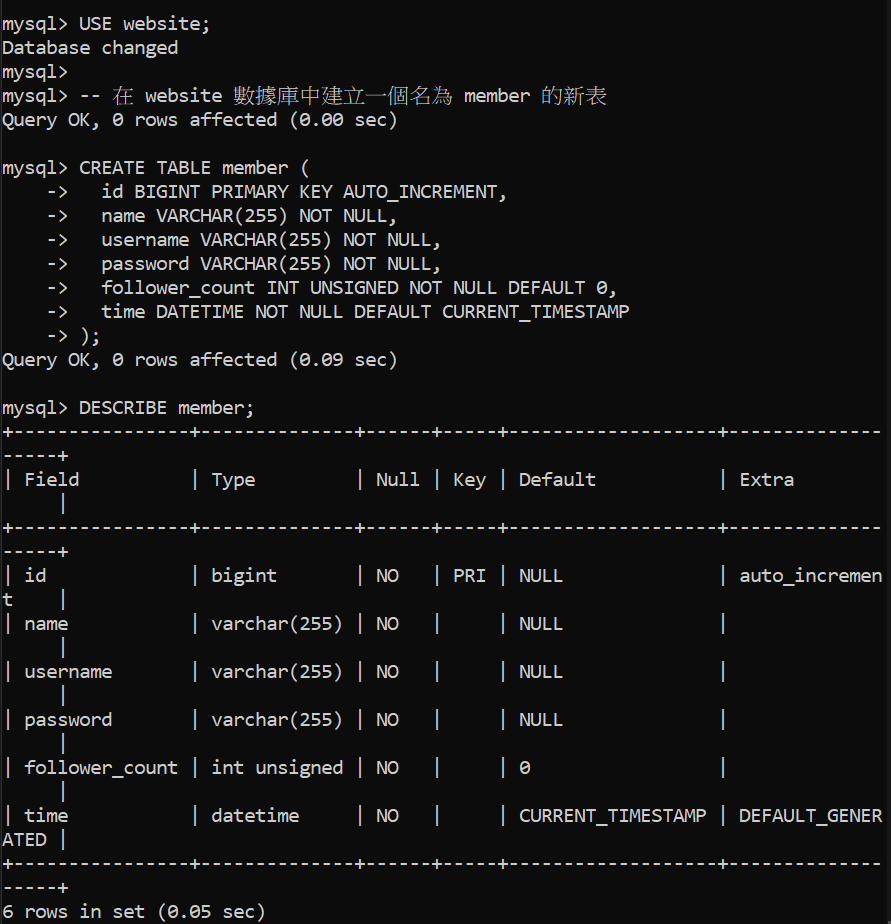 mysql> USE website;
Database changed
mysql>
mysql> -- 在 website 數據庫中建立一個名為 member 的新表
Query OK, 0 rows affected (0.00 sec)

mysql> CREATE TABLE member (
    ->   id BIGINT PRIMARY KEY AUTO_INCREMENT,
    ->   name VARCHAR(255) NOT NULL,
    ->   username VARCHAR(255) NOT NULL,
    ->   password VARCHAR(255) NOT NULL,
    ->   follower_count INT UNSIGNED NOT NULL DEFAULT 0,
    ->   time DATETIME NOT NULL DEFAULT CURRENT_TIMESTAMP
    -> );
Query OK, 0 rows affected (0.09 sec)

mysql> DESCRIBE member;
+----------------+--------------+------+-----+-------------------+--------------
-----+
| Field          | Type         | Null | Key | Default           | Extra
     |
+----------------+--------------+------+-----+-------------------+--------------
-----+
| id             | bigint       | NO   | PRI | NULL              | auto_incremen
t    |
| name           | varchar(255) | NO   |     | NULL              |
     |
| username       | varchar(255) | NO   |     | NULL              |
     |
| password       | varchar(255) | NO   |     | NULL              |
     |
| follower_count | int unsigned | NO   |     | 0                 |
     |
| time           | datetime     | NO   |     | CURRENT_TIMESTAMP | DEFAULT_GENER
ATED |
+----------------+--------------+------+-----+-------------------+--------------
-----+
6 rows in set (0.05 sec)